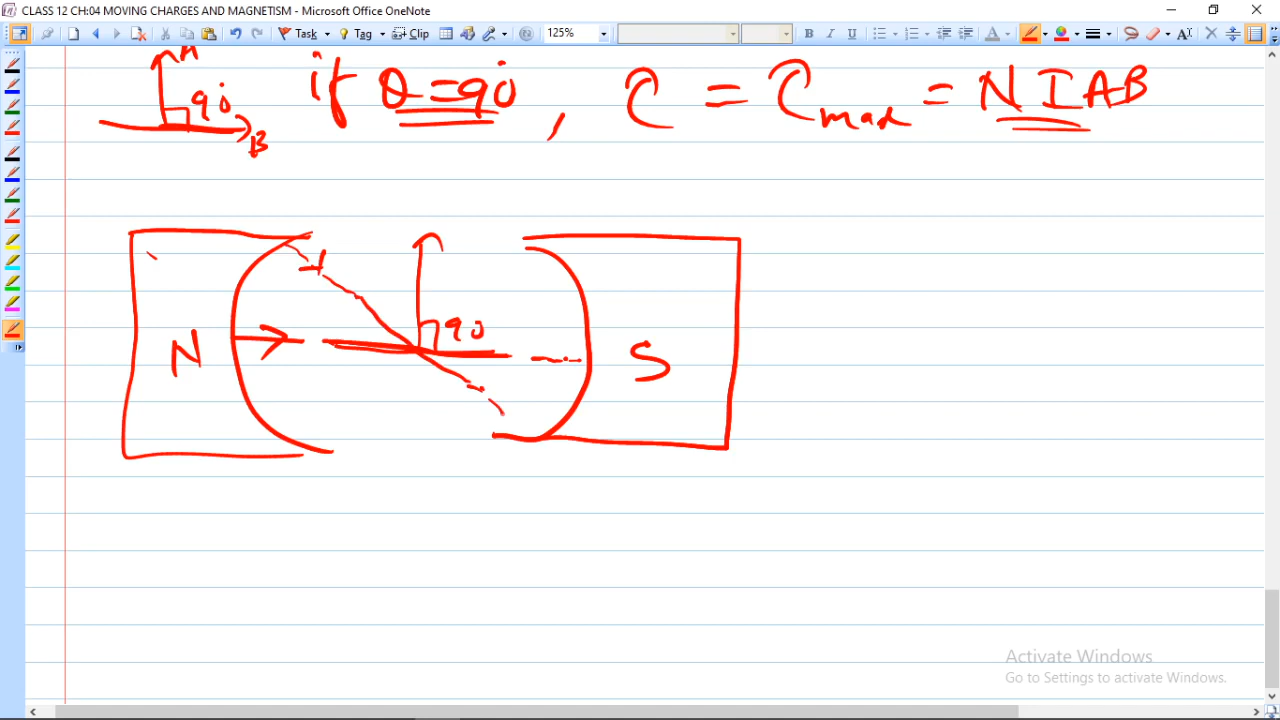 CLASS 12 CH:04 MOVING CHARGES AND MAGNETISM - Microsoft Office OneNote
Task Tag Clip 125% B I U
A
90° if θ=90°, τ = τmax = NIAB
B
90
N S
Activate Windows
Go to Settings to activate Windows.